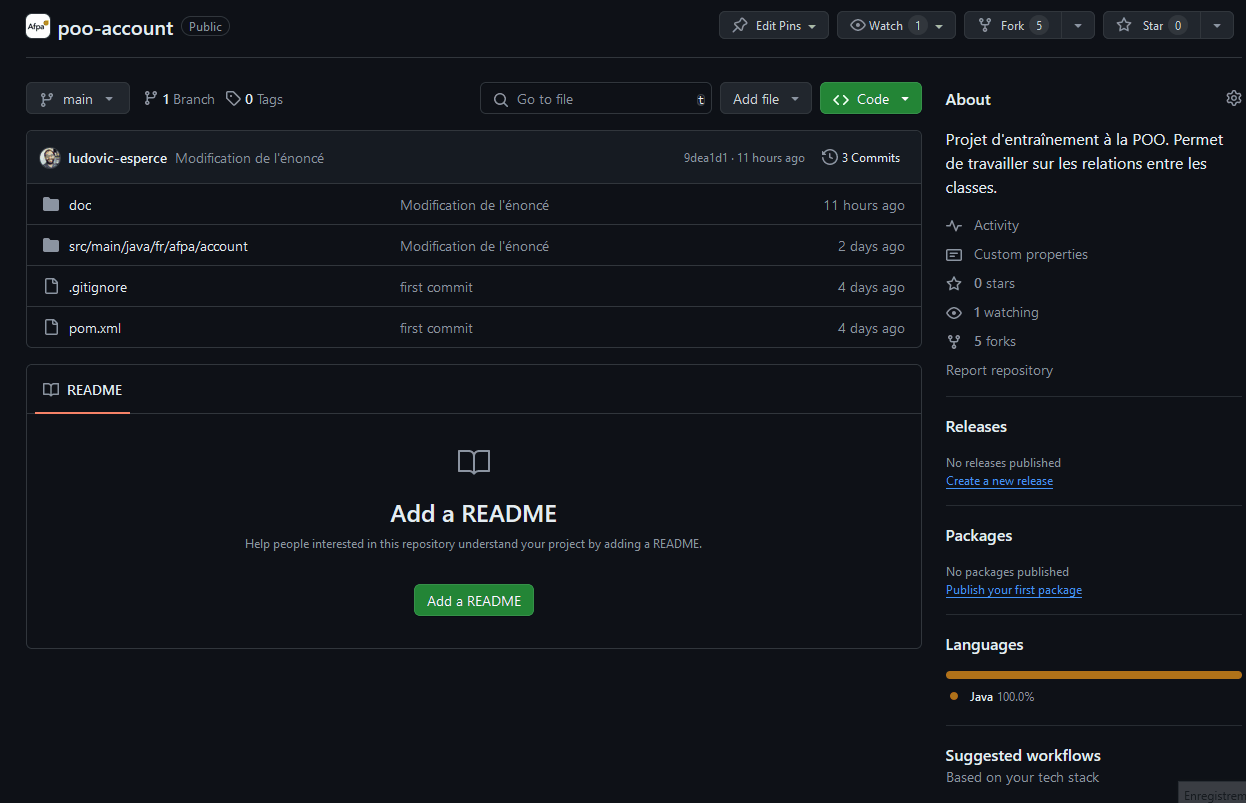 Afpa poo-account Public Edit Pins Watch 1 Fork 5 Star 0
main 1 Branch 0 Tags Go to file t Add file Code
ludovic-esperce Modification de l'énoncé 9dea1d1 · 11 hours ago 3 Commits
doc Modification de l'énoncé 11 hours ago
src/main/java/fr/afpa/account Modification de l'énoncé 2 days ago
.gitignore first commit 4 days ago
pom.xml first commit 4 days ago
README
Add a README
Help people interested in this repository understand your project by adding a README.
Add a README
About
Projet d'entraînement à la POO. Permet
de travailler sur les relations entre les
classes.
Activity
Custom properties
0 stars
1 watching
5 forks
Report repository
Releases
No releases published
Create a new release
Packages
No packages published
Publish your first package
Languages
Java 100.0%
Suggested workflows
Based on your tech stack